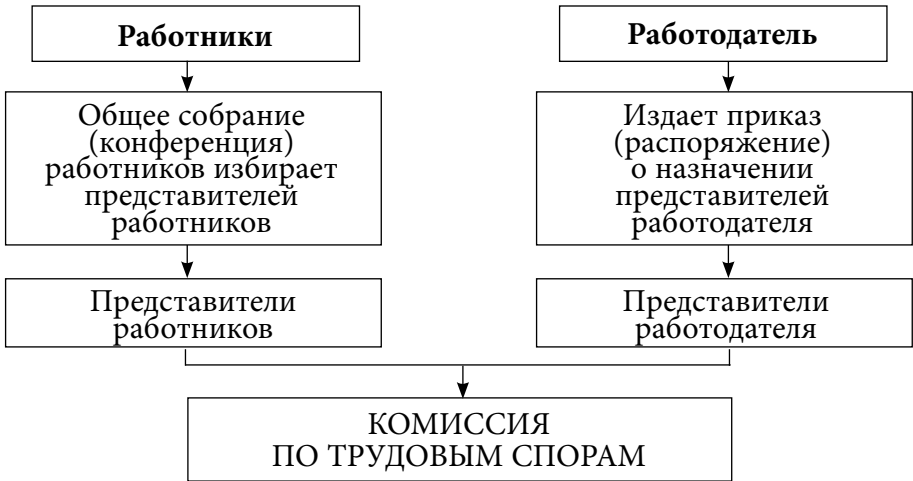 Работники
Работодатель
Общее собрание
(конференция)
работников избирает
представителей
работников
Издает приказ
(распоряжение)
о назначении
представителей
работодателя
Представители
работников
Представители
работодателя
КОМИССИЯ
ПО ТРУДОВЫМ СПОРАМ